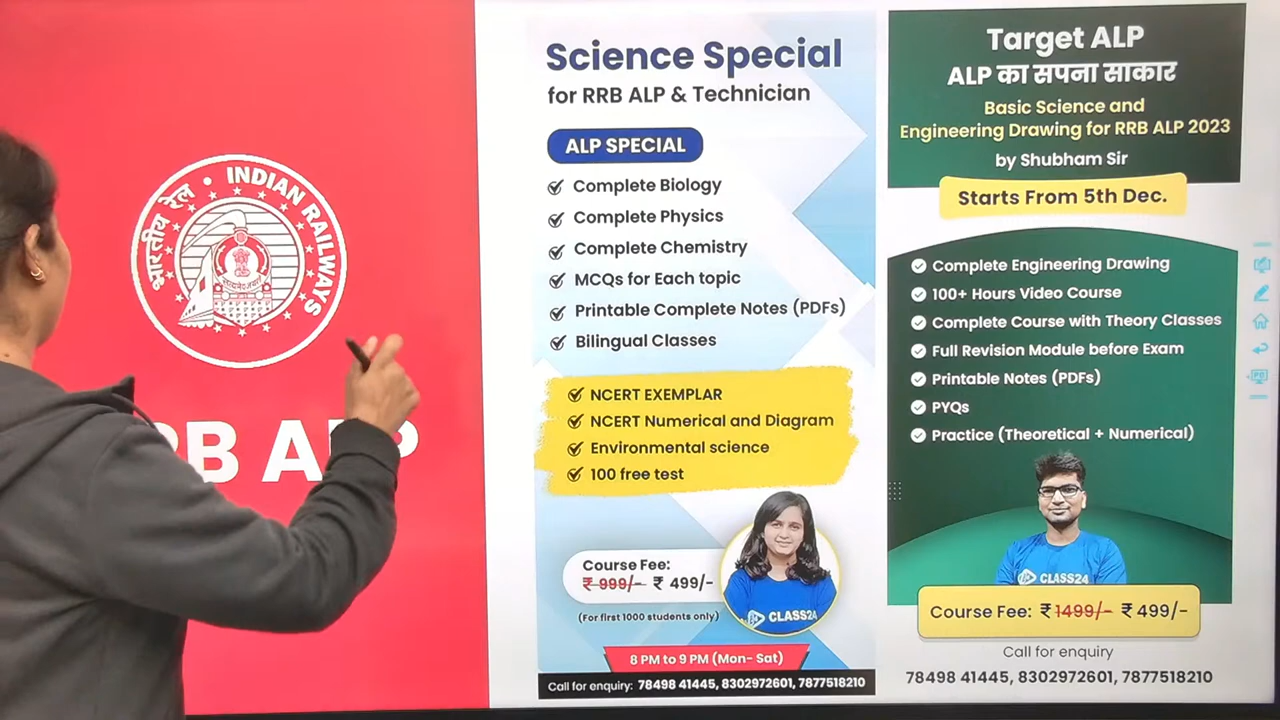 भारतीय रेल • INDIAN RAILWAYS
RB ALP
Science Special
for RRB ALP & Technician
ALP SPECIAL
Complete Biology
Complete Physics
Complete Chemistry
MCQs for Each topic
Printable Complete Notes (PDFs)
Bilingual Classes
NCERT EXEMPLAR
NCERT Numerical and Diagram
Environmental science
100 free test
Course Fee:
₹ 999/- ₹ 499/-
(For first 1000 students only)
CLASS24
8 PM to 9 PM (Mon- Sat)
Call for enquiry: 78498 41445, 8302972601, 7877518210
Target ALP
ALP का सपना साकार
Basic Science and
Engineering Drawing for RRB ALP 2023
by Shubham Sir
Starts From 5th Dec.
Complete Engineering Drawing
100+ Hours Video Course
Complete Course with Theory Classes
Full Revision Module before Exam
Printable Notes (PDFs)
PYQs
Practice (Theoretical + Numerical)
CLASS24
Course Fee: ₹ 1499/- ₹ 499/-
Call for enquiry
78498 41445, 8302972601, 7877518210